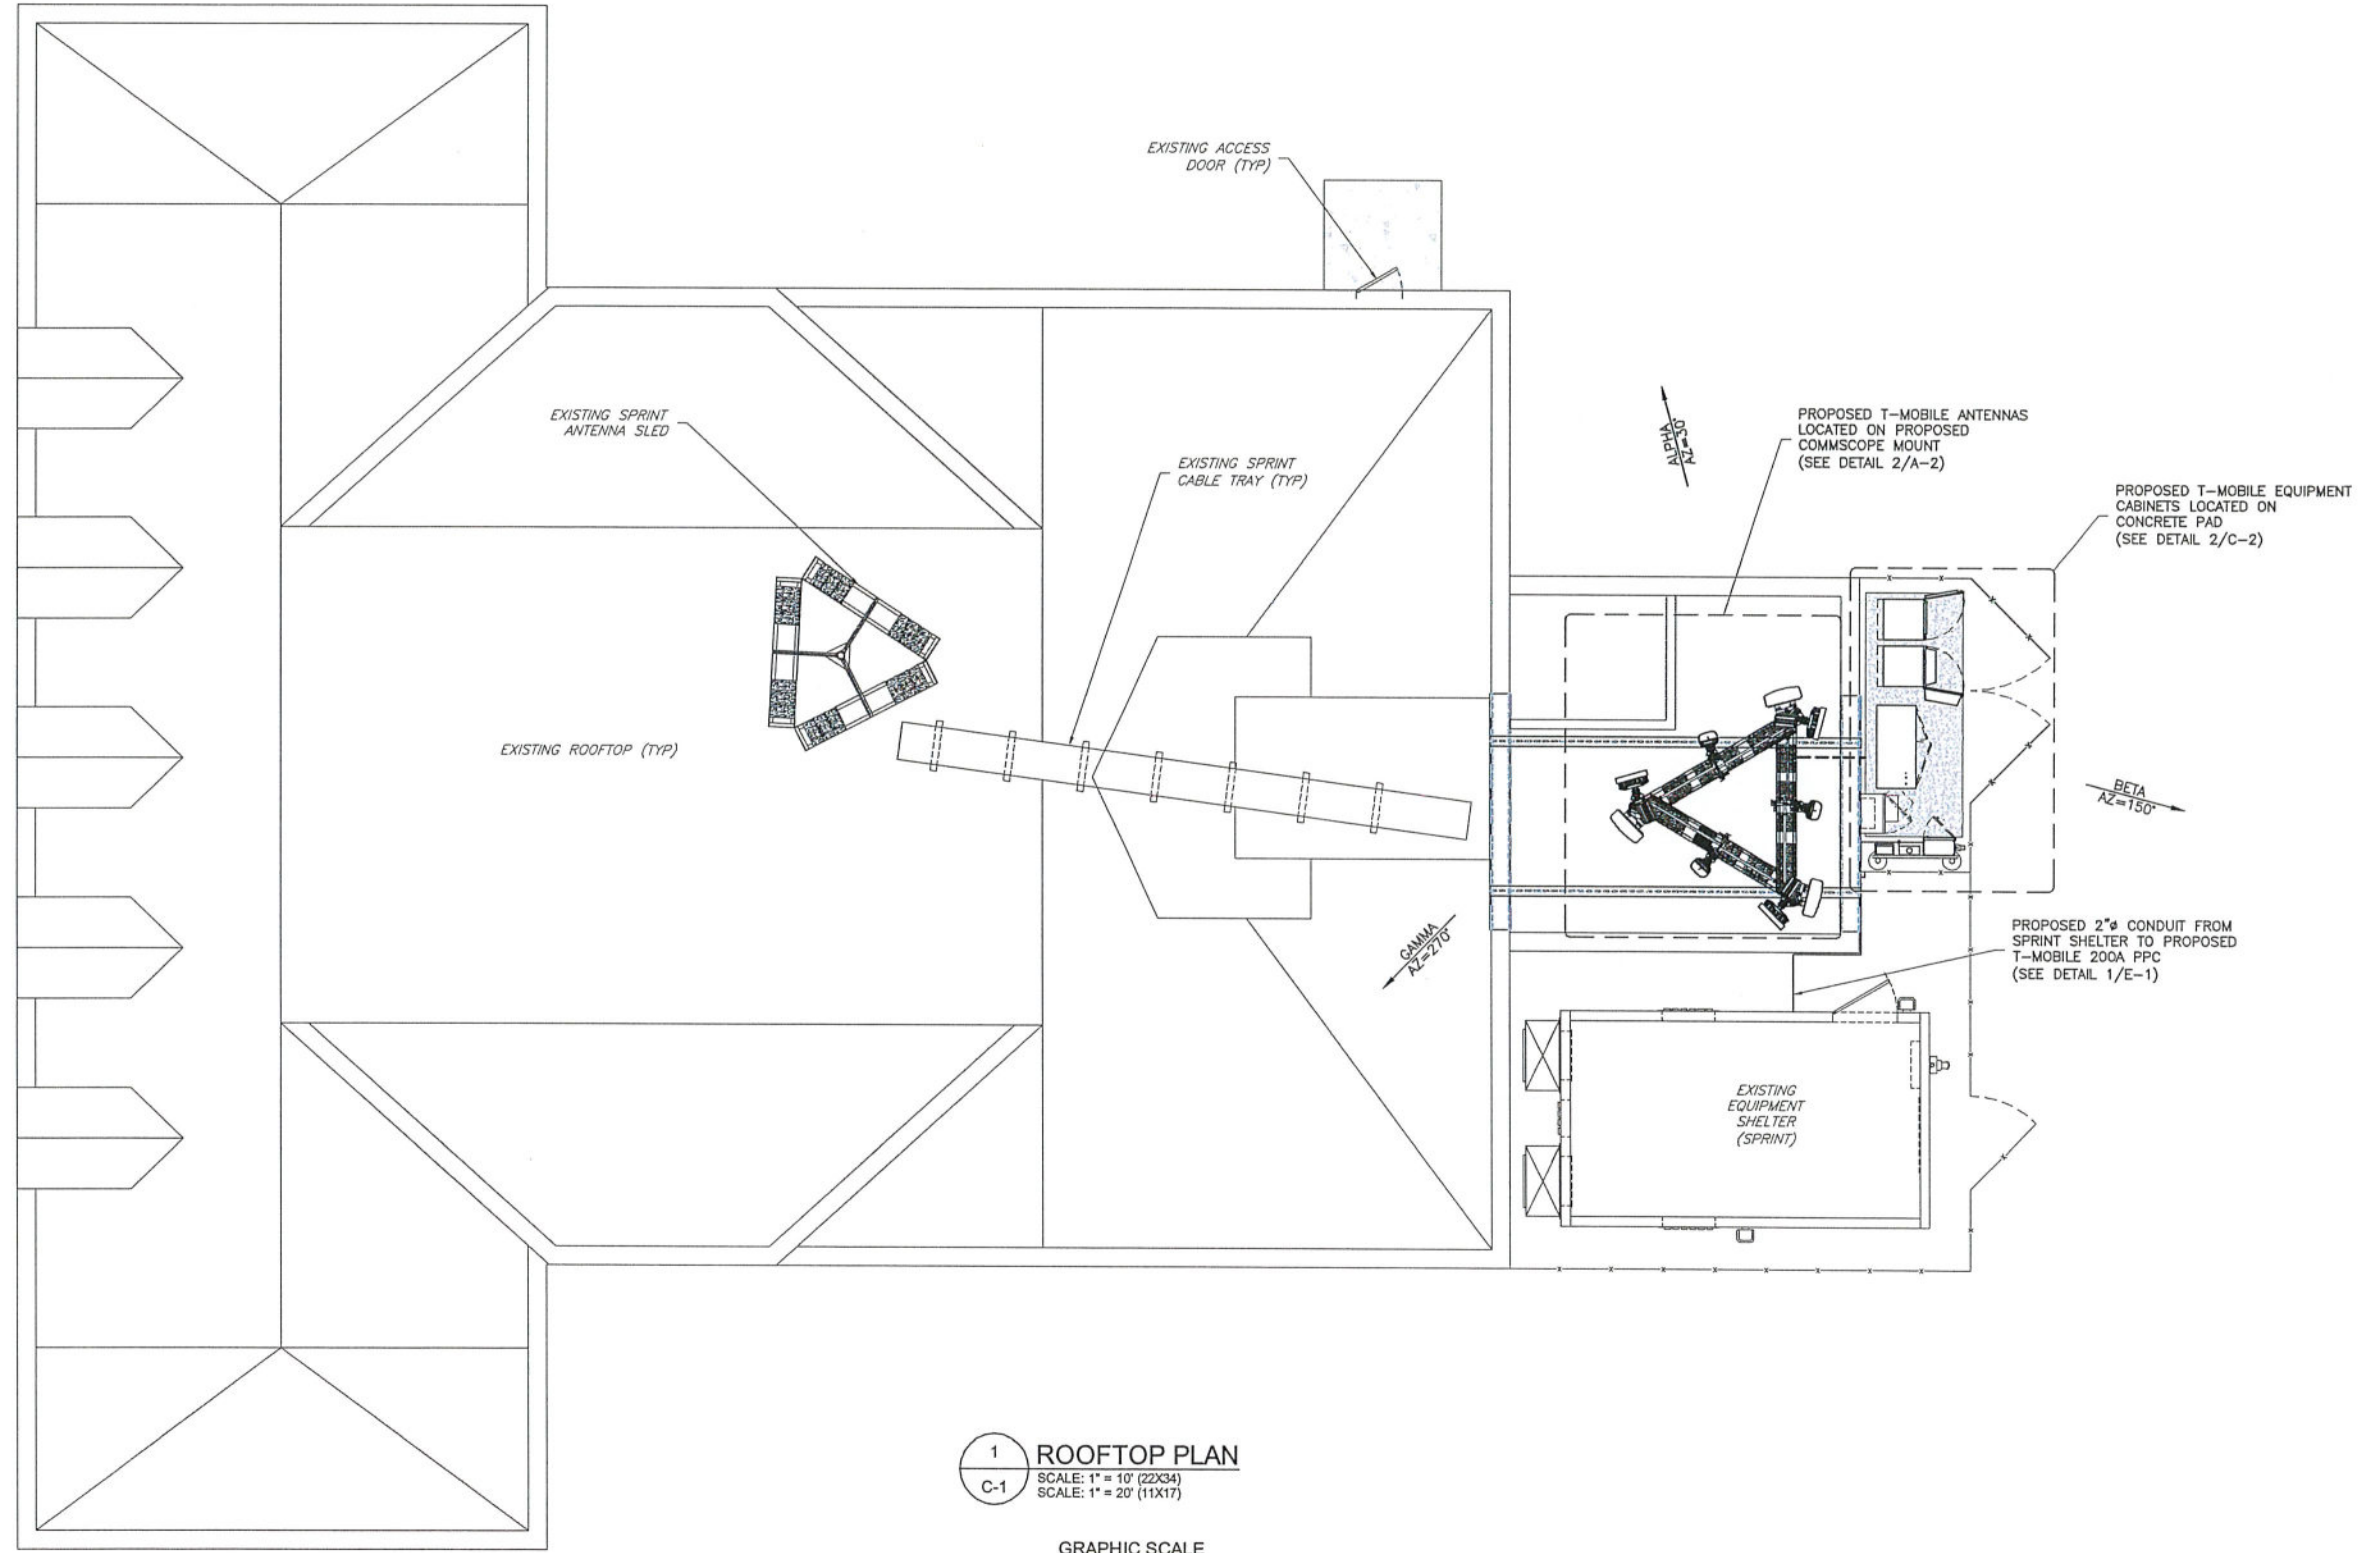 EXISTING ACCESS
DOOR (TYP)
EXISTING SPRINT
ANTENNA SLED
EXISTING SPRINT
CABLE TRAY (TYP)
ALPHA
AZ=30°
PROPOSED T-MOBILE ANTENNAS
LOCATED ON PROPOSED
COMMSCOPE MOUNT
(SEE DETAIL 2/A-2)
PROPOSED T-MOBILE EQUIPMENT
CABINETS LOCATED ON
CONCRETE PAD
(SEE DETAIL 2/C-2)
EXISTING ROOFTOP (TYP)
BETA
AZ=150°
GAMMA
AZ=270°
PROPOSED 2"ø CONDUIT FROM
SPRINT SHELTER TO PROPOSED
T-MOBILE 200A PPC
(SEE DETAIL 1/E-1)
EXISTING
EQUIPMENT
SHELTER
(SPRINT)
1
C-1
ROOFTOP PLAN
SCALE: 1" = 10' (22X34)
SCALE: 1" = 20' (11X17)
GRAPHIC SCALE